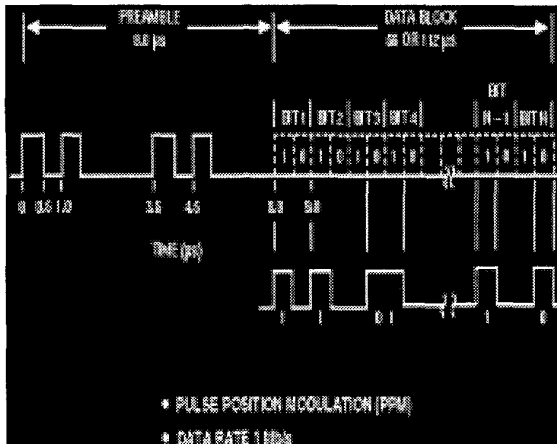 PREAMBLE DATA BLOCK
8.0 µs 56 OR 112 µs
BIT
BIT 1 BIT 2 BIT 3 BIT 4 N-1 BIT N
1 0 1 0 1 0 1 0 1 0 1 0
0 0.5 1.0 3.5 4.5 8.0 9.0
TIME (µs)
1 1 0 1 1 0
• PULSE POSITION MODULATION (PPM)
• DATA RATE 1 Mb/s